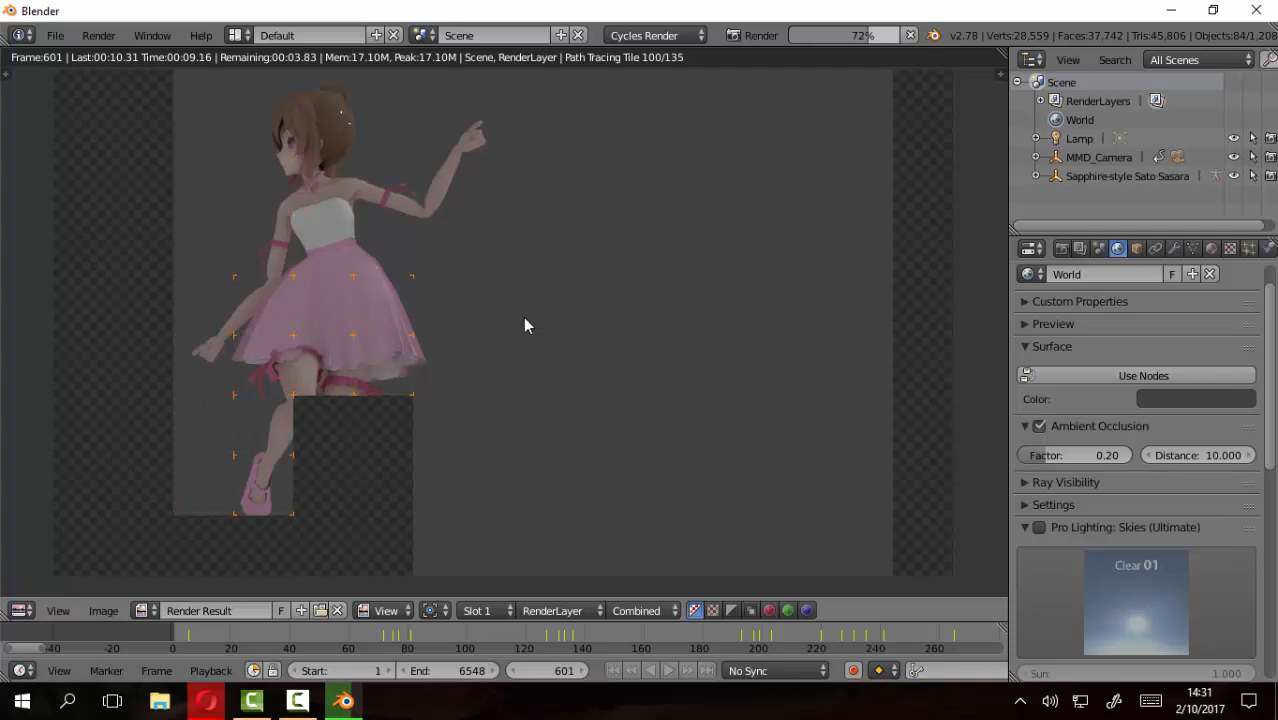 Blender
File Render Window Help Default Scene Cycles Render Render 72% v2.78 | Verts:28,559 | Faces:37,742 | Tris:45,806 | Objects:84/1,208
Frame:601 | Last:00:10.31 Time:00:09.16 | Remaining:00:03.83 | Mem:17.10M, Peak:17.10M | Scene, RenderLayer | Path Tracing Tile 100/135
View Search All Scenes
Scene
RenderLayers
World
Lamp
MMD_Camera
Sapphire-style Sato Sasara
World F
Custom Properties
Preview
Surface
Use Nodes
Color:
Ambient Occlusion
Factor: 0.20 Distance: 10.000
Ray Visibility
Settings
Pro Lighting: Skies (Ultimate)
Clear 01
Sun: 1.000
View Image Render Result F View Slot 1 RenderLayer Combined
-40 -20 0 20 40 60 80 100 120 140 160 180 200 220 240 260
View Marker Frame Playback Start: 1 End: 6548 601 No Sync
14:31
2/10/2017